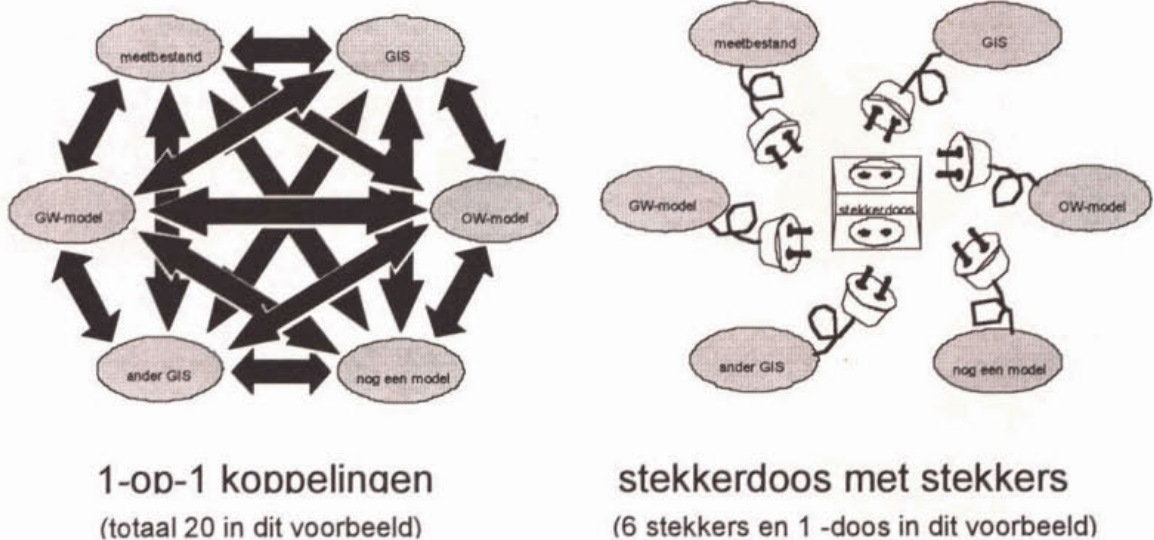 meetbestand
GIS
GW-model
OW-model
ander GIS
nog een model
1-op-1 koppelingen
(totaal 20 in dit voorbeeld)
meetbestand
GIS
GW-model
stekkerdoos
OW-model
ander GIS
nog een model
stekkerdoos met stekkers
(6 stekkers en 1 -doos in dit voorbeeld)